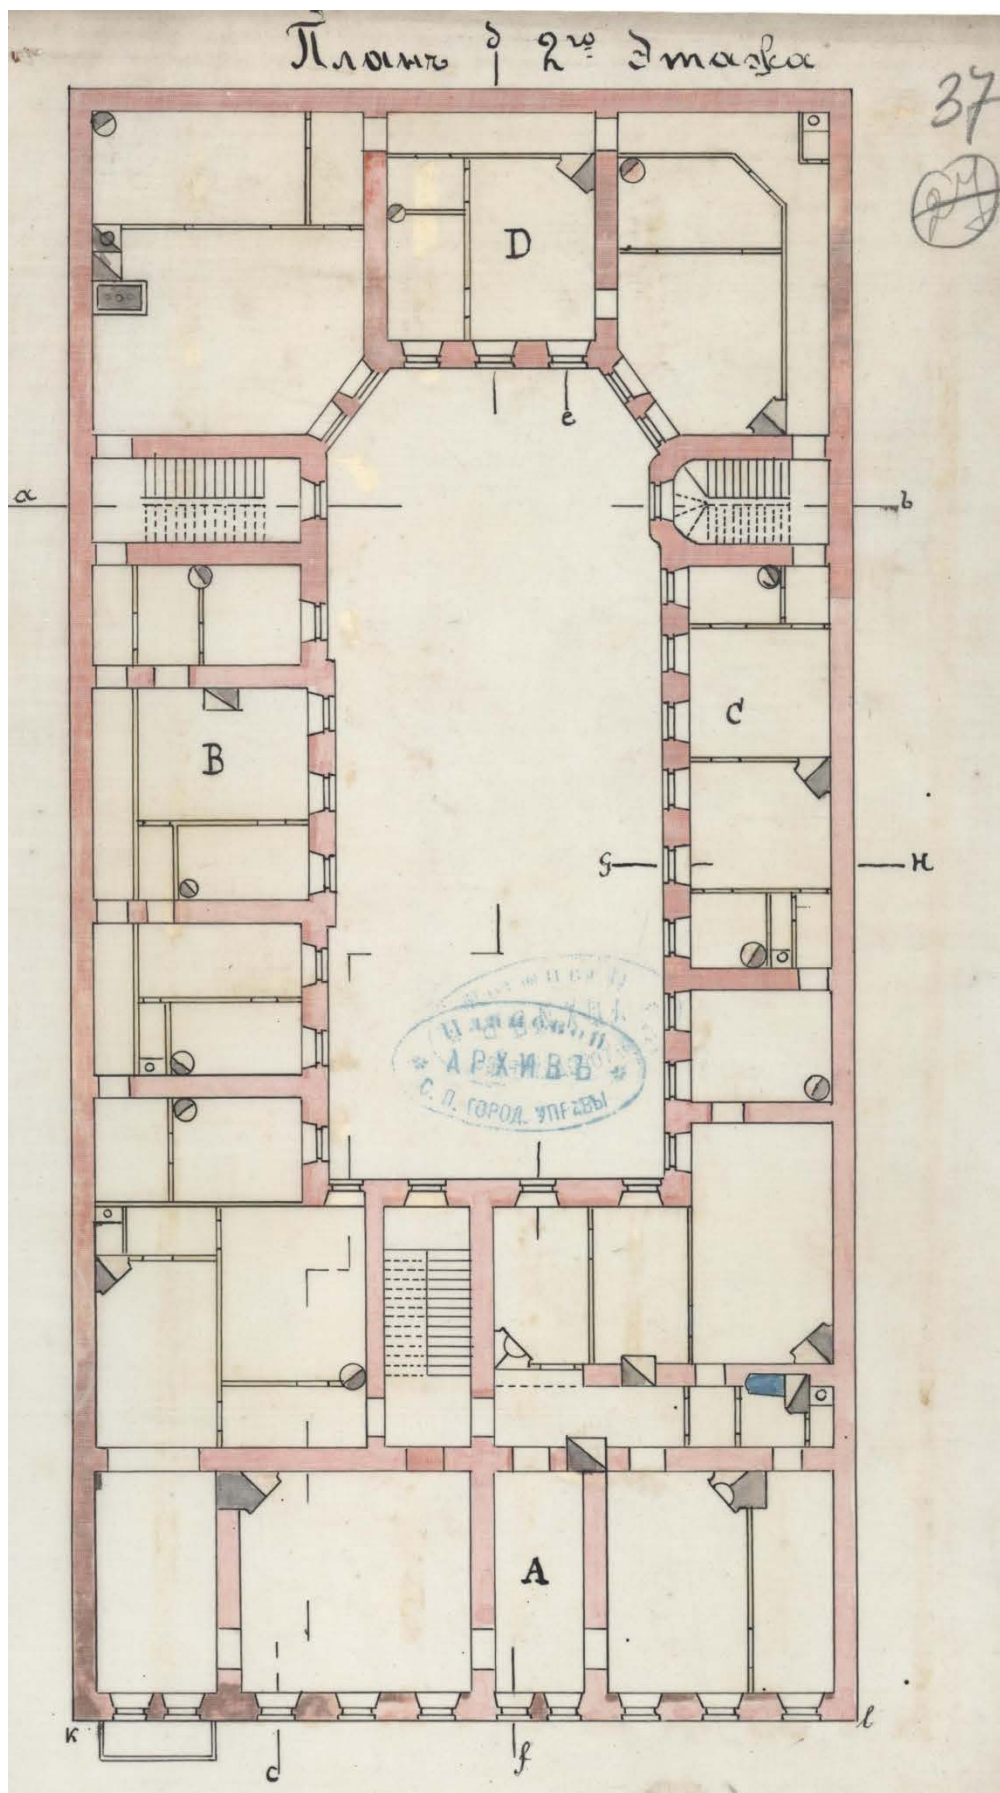 Планъ 2го Этажа
б
37
D
e
a
b
C
B
G
H
АРХИВЪ
С. П. ГОРОД. УПРАВЫ
A
к
l
c
f